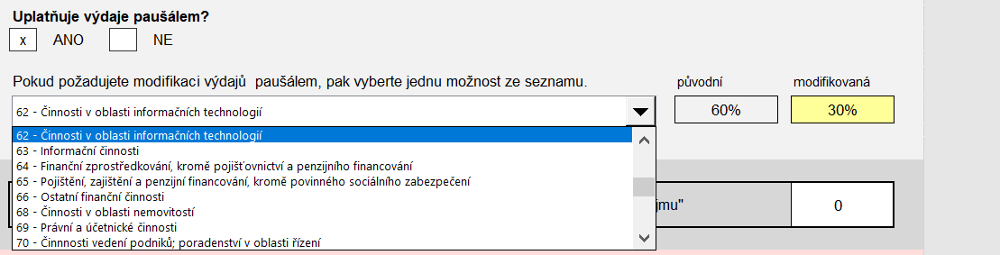 Uplatňuje výdaje paušálem?
x ANO NE
Pokud požadujete modifikaci výdajů paušálem, pak vyberte jednu možnost ze seznamu.
původní modifikovaná
62 - Činnosti v oblasti informačních technologií
60% 30%
62 - Činnosti v oblasti informačních technologií
63 - Informační činnosti
64 - Finanční zprostředkování, kromě pojišťovnictví a penzijního financování
65 - Pojištění, zajištění a penzijní financování, kromě povinného sociálního zabezpečení
66 - Ostatní finanční činnosti
68 - Činnosti v oblasti nemovitostí
jmu" 0
69 - Právní a účetnické činnosti
70 - Činnnosti vedení podniků; poradenství v oblasti řízení